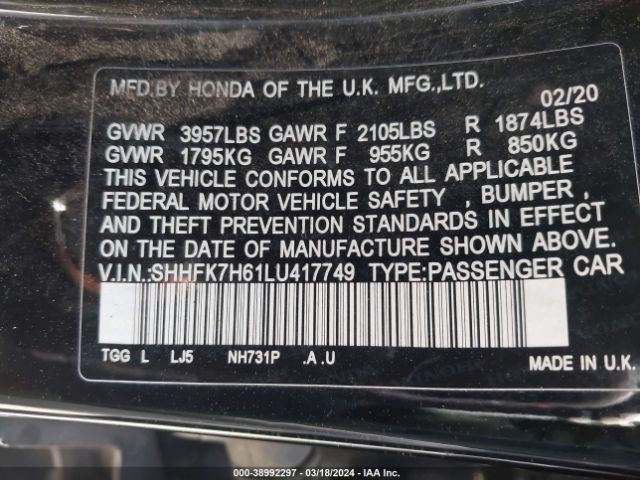 MFD.BY HONDA OF THE U.K. MFG.,LTD.
02/20
GVWR 3957LBS GAWR F 2105LBS R 1874LBS
GVWR 1795KG GAWR F 955KG R 850KG
THIS VEHICLE CONFORMS TO ALL APPLICABLE
FEDERAL MOTOR VEHICLE SAFETY , BUMPER ,
AND THEFT PREVENTION STANDARDS IN EFFECT
ON THE DATE OF MANUFACTURE SHOWN ABOVE.
V.I.N.:SHHFK7H61LU417749 TYPE:PASSENGER CAR
TGG L LJ5 NH731P .A .U MADE IN U.K.
000-38992297 — 03/18/2024 — IAA Inc.